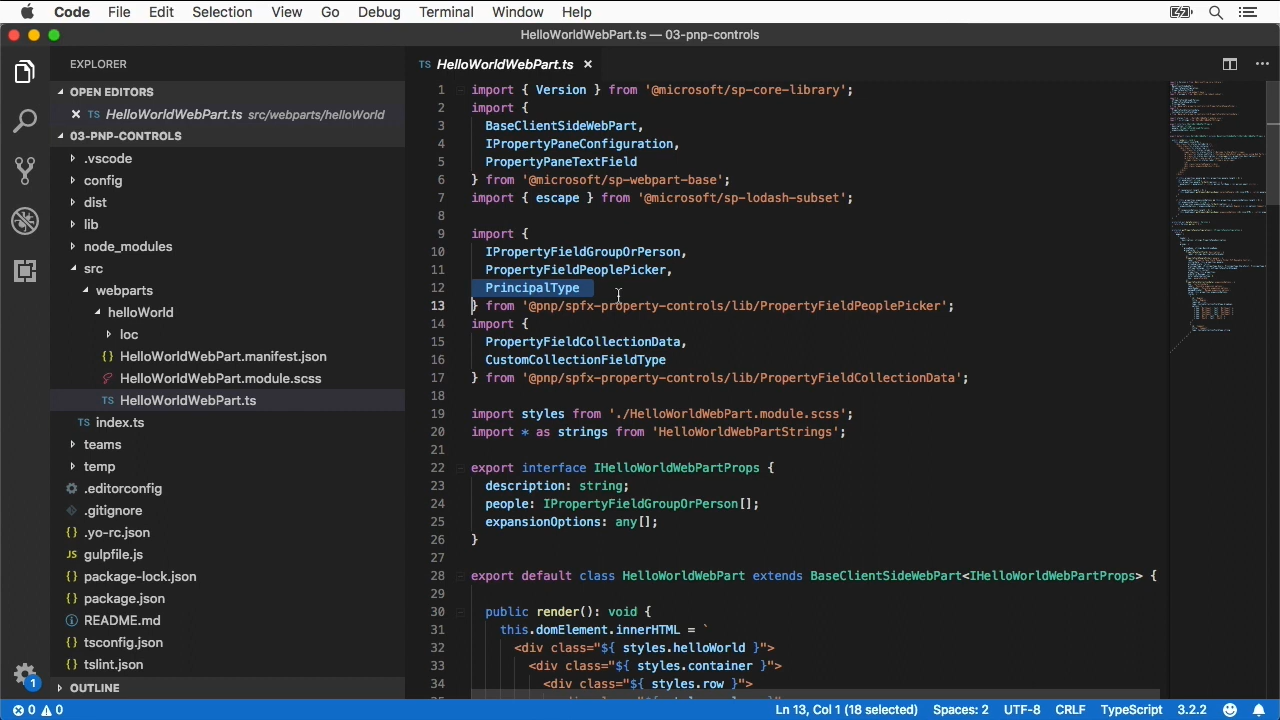 Code File Edit Selection View Go Debug Terminal Window Help
HelloWorldWebPart.ts — 03-pnp-controls
EXPLORER
OPEN EDITORS
TS HelloWorldWebPart.ts src/webparts/helloWorld
03-PNP-CONTROLS
.vscode
config
dist
lib
node_modules
src
webparts
helloWorld
loc
{} HelloWorldWebPart.manifest.json
HelloWorldWebPart.module.scss
TS HelloWorldWebPart.ts
TS index.ts
teams
temp
.editorconfig
.gitignore
{} .yo-rc.json
JS gulpfile.js
{} package-lock.json
{} package.json
README.md
{} tsconfig.json
{} tslint.json
OUTLINE
1
TS HelloWorldWebPart.ts
1 import { Version } from '@microsoft/sp-core-library';
2 import {
3 BaseClientSideWebPart,
4 IPropertyPaneConfiguration,
5 PropertyPaneTextField
6 } from '@microsoft/sp-webpart-base';
7 import { escape } from '@microsoft/sp-lodash-subset';
8
9 import {
10 IPropertyFieldGroupOrPerson,
11 PropertyFieldPeoplePicker,
12 PrincipalType
13 } from '@pnp/spfx-property-controls/lib/PropertyFieldPeoplePicker';
14 import {
15 PropertyFieldCollectionData,
16 CustomCollectionFieldType
17 } from '@pnp/spfx-property-controls/lib/PropertyFieldCollectionData';
18
19 import styles from './HelloWorldWebPart.module.scss';
20 import * as strings from 'HelloWorldWebPartStrings';
21
22 export interface IHelloWorldWebPartProps {
23 description: string;
24 people: IPropertyFieldGroupOrPerson[];
25 expansionOptions: any[];
26 }
27
28 export default class HelloWorldWebPart extends BaseClientSideWebPart<IHelloWorldWebPartProps> {
29
30 public render(): void {
31 this.domElement.innerHTML = `
32 <div class="${ styles.helloWorld }">
33 <div class="${ styles.container }">
34 <div class="${ styles.row }">
0 0 Ln 13, Col 1 (18 selected) Spaces: 2 UTF-8 CRLF TypeScript 3.2.2